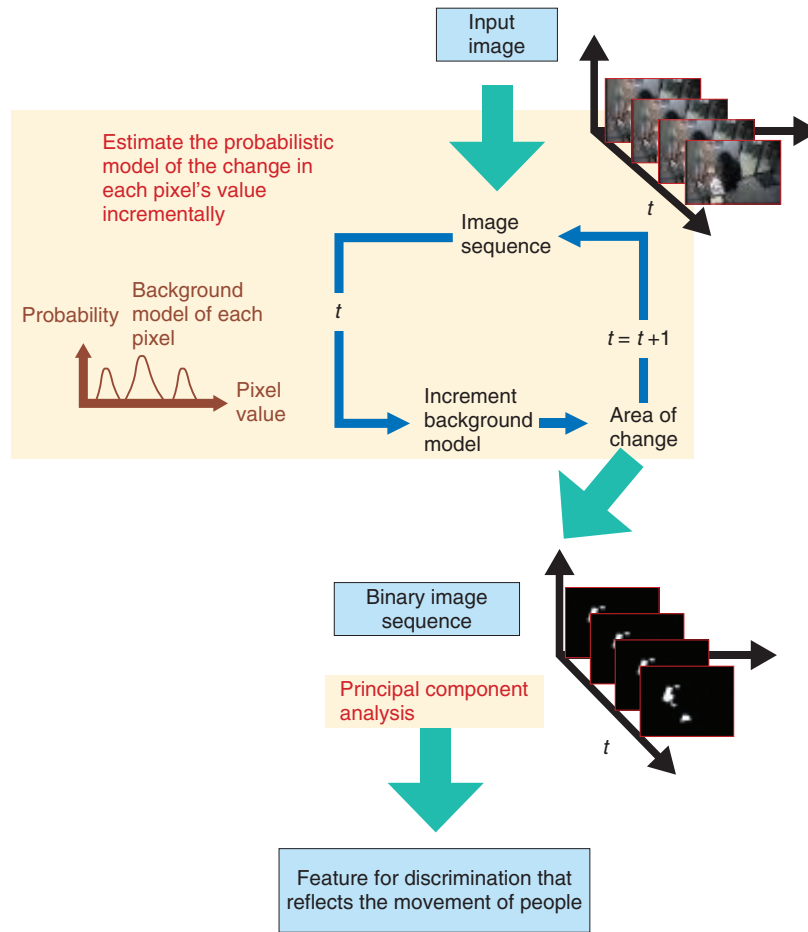 Input
image
Estimate the probabilistic
model of the change in
each pixel's value
incrementally
t
Image
sequence
Background
model of each
pixel
Probability
Pixel
value
t
t = t +1
Increment
background
model
Area of
change
Binary image
sequence
Principal component
analysis
t
Feature for discrimination that
reflects the movement of people